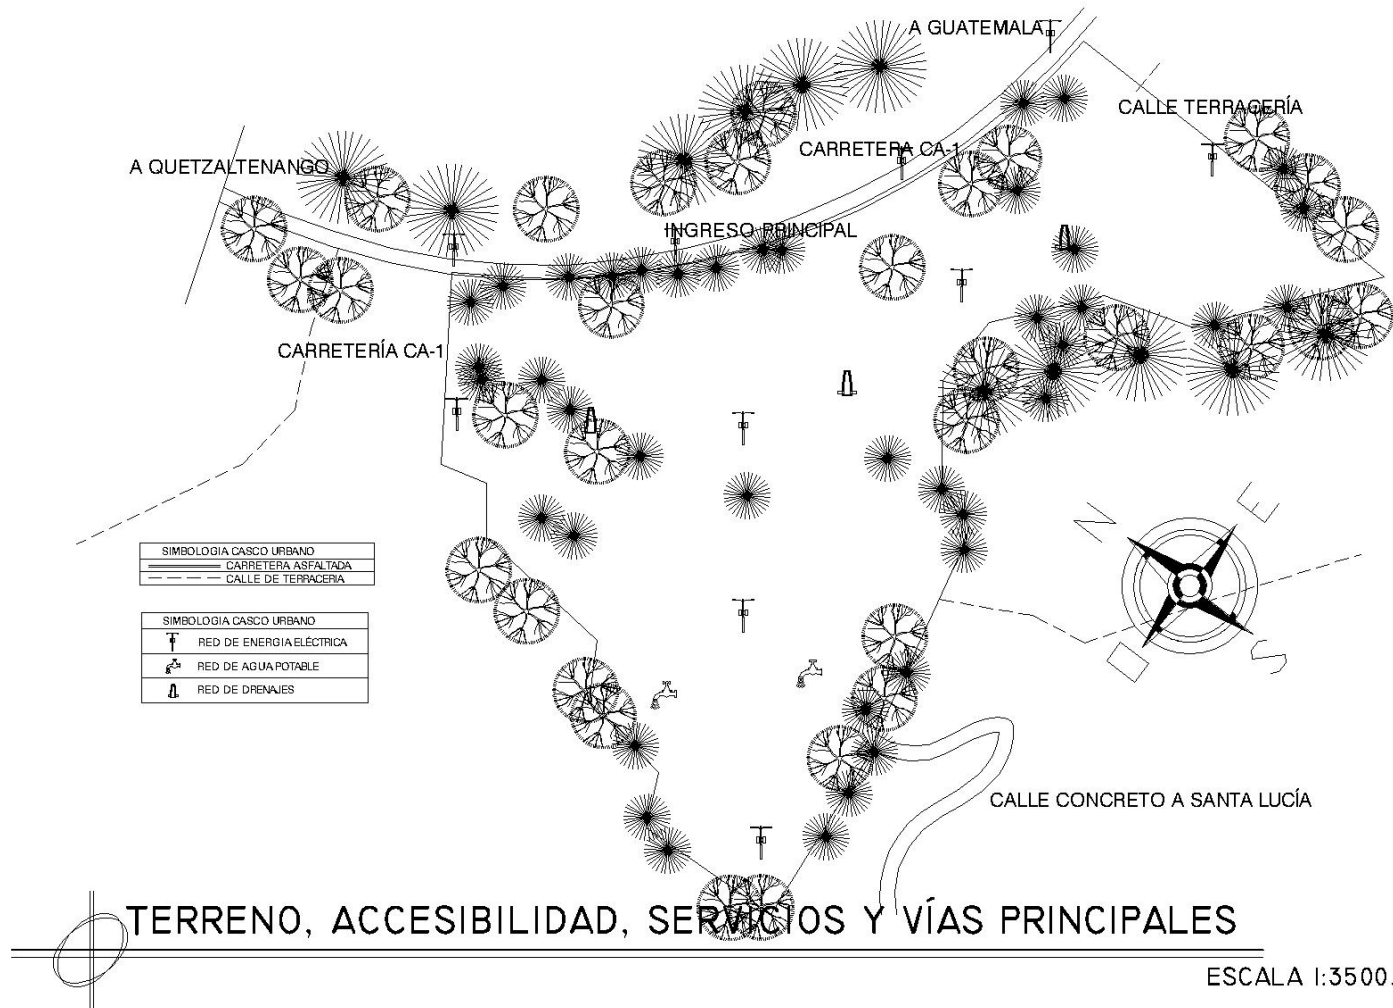 A GUATEMALA
CALLE TERRACERÍA
CARRETERA CA-1
A QUETZALTENANGO
INGRESO PRINCIPAL
CARRETERÍA CA-1
N
E
O
S
SIMBOLOGIA CASCO URBANO
CARRETERA ASFALTADA
CALLE DE TERRACERIA
SIMBOLOGIA CASCO URBANO
RED DE ENERGIA ELÉCTRICA
RED DE AGUA POTABLE
RED DE DRENAJES
CALLE CONCRETO A SANTA LUCÍA
TERRENO, ACCESIBILIDAD, SERVICIOS Y VÍAS PRINCIPALES
ESCALA 1:3500.